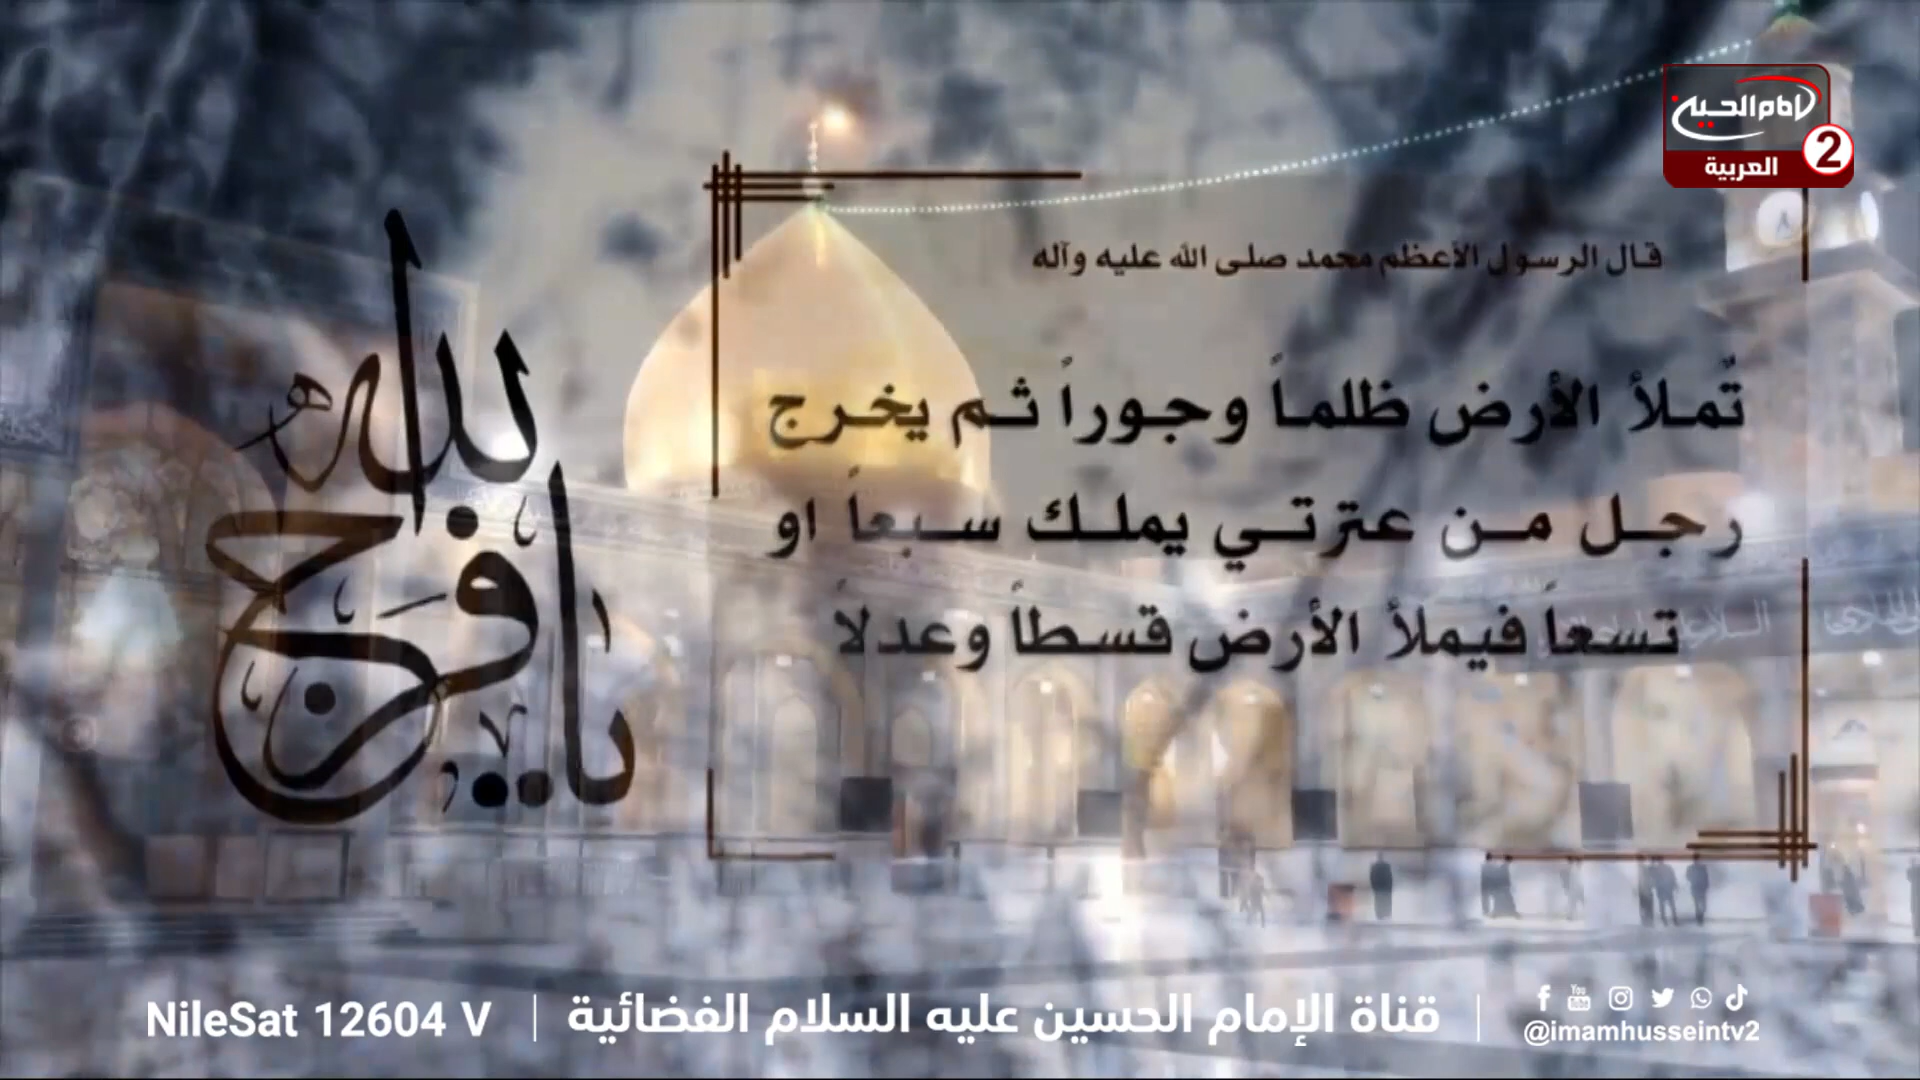 إمام الحسين
2
العربية
قال الرسول الأعظم محمد صلى الله عليه وآله
تُملأ الأرض ظلماً وجوراً ثم يخرج
رجل من عترتي يملك سبعاً او
تسعاً فيملأ الأرض قسطاً وعدلاً
يا فرج الله
NileSat 12604 V | قناة الإمام الحسين عليه السلام الفضائية
@imamhusseintv2